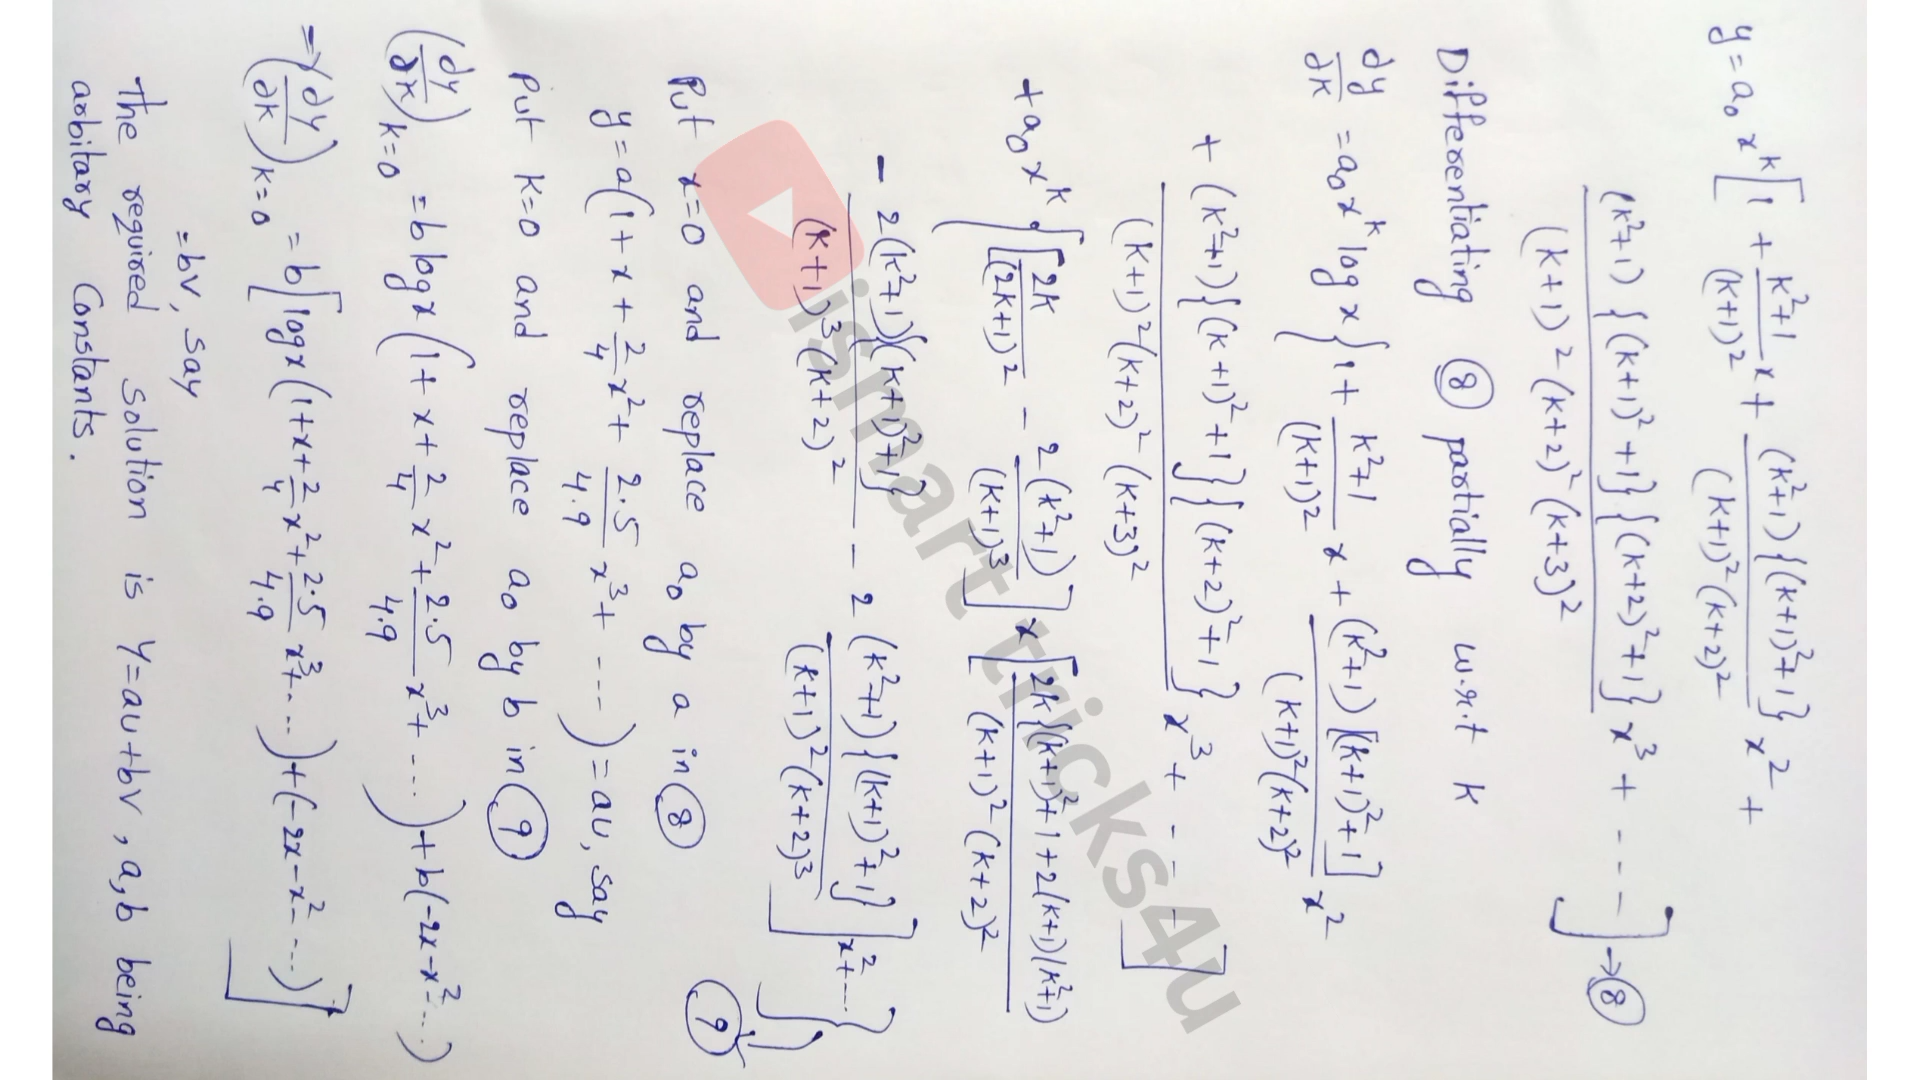 y = a₀ x^k [1 + (k²+1)/(k+1)² x + (k²+1){(k+1)²+1}/(k+1)²(k+2)² x² +
(k²+1){(k+1)²+1}{(k+2)²+1}/(k+1)²(k+2)²(k+3)² x³ + - - - -] → ⑧
Differentiating ⑧ partially w.r.t k
∂y/∂k = a₀ x^k log x {1 + (k²+1)/(k+1)² x + (k²+1)[(k+1)²+1]/(k+1)²(k+2)² x²
+ (k²+1){(k+1)²+1}{(k+2)²+1}/(k+1)²(k+2)²(k+3)² x³ + - - - -]
+ a₀ x^k {[2k/(2k+1)² - 2(k²+1)/(k+1)³] x [2k{(k+1)²+1+2(k+1)(k²+1)/(k+1)²(k+2)²
- 2(k²+1){(k+1)²+1}/(k+1)³(k+2)² - 2 (k²+1){(k+1)²+1}/(k+1)²(k+2)³] x²+....}
⑨
Put x=0 and replace a₀ by a in ⑧
y = a(1 + x + 2/4 x² + 2·5/4·9 x³ + ---) = au, say
Put k=0 and replace a₀ by b in ⑨
(∂y/∂k)k=0 = b log x (1 + x + 2/4 x² + 2·5/4·9 x³ + ....) + b(-2x-x²...)
⇒ (∂y/∂k)k=0 = b[log x (1+x+2/4 x²+2·5/4·9 x³+...) + (-2x-x²...)]
= bv, say
The required solution is y = au+bv, a,b being
arbitary Constants.
ismart tricks4u